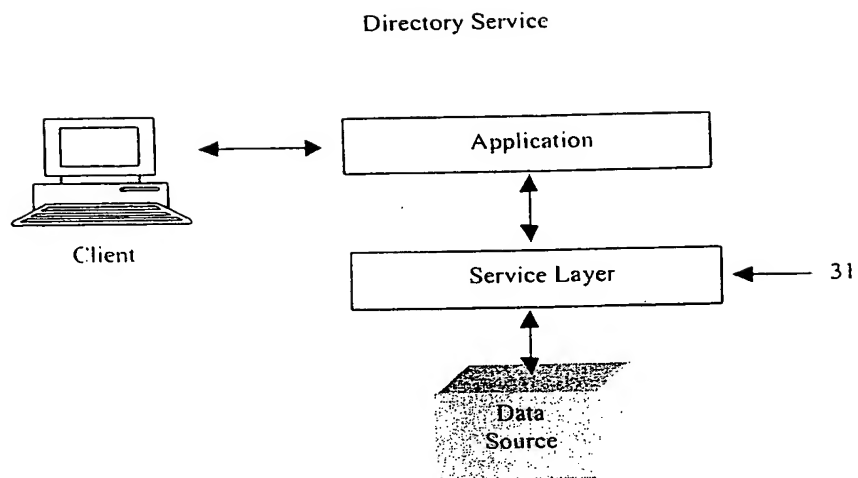 Directory Service
Application
Client
Service Layer
31
Data
Source